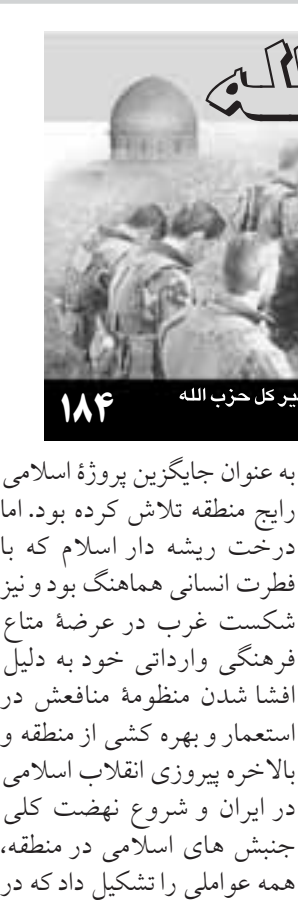 لله
یر کل حزب الله
۱۸۴
به عنوان جایگزین پروژهٔ اسلامی
رایج منطقه تلاش کرده بود. اما
درخت ریشه دار اسلام که با
فطرت انسانی هماهنگ بود و نیز
شکست غرب در عرضهٔ متاع
فرهنگی وارداتی خود به دلیل
افشا شدن منظومهٔ منافعش در
استعمار و بهره کشی از منطقه و
بالاخره پیروزی انقلاب اسلامی
در ایران و شروع نهضت کلی
جنبش های اسلامی در منطقه،
همه عواملی را تشکیل داد که در